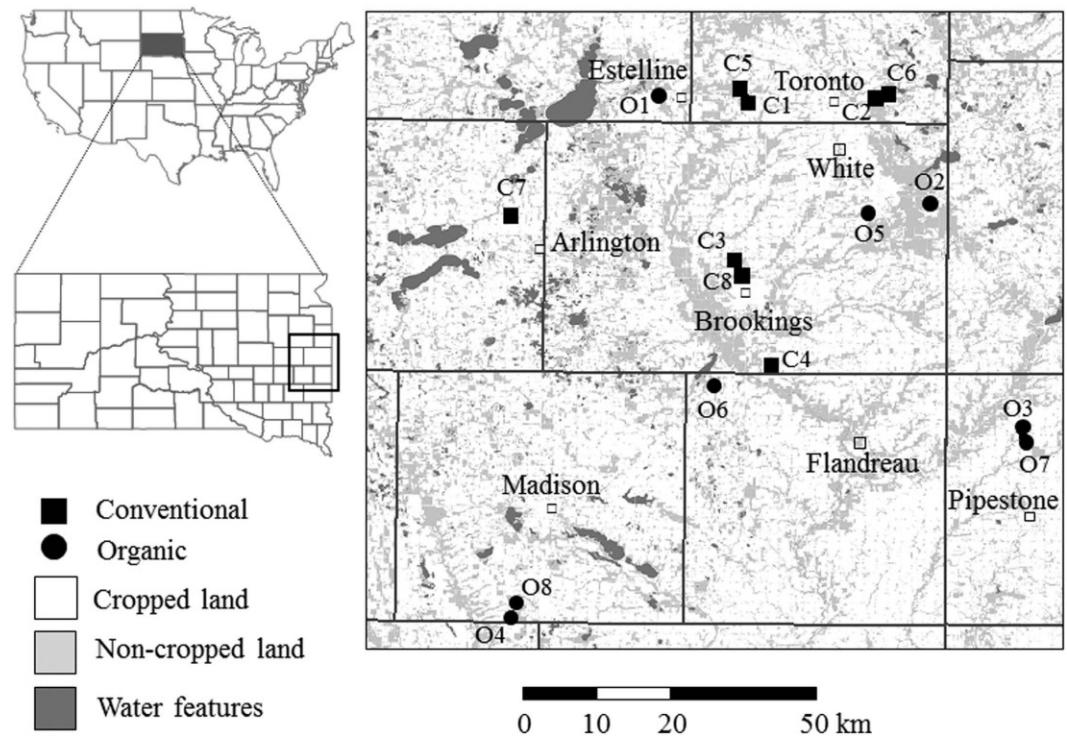 Estelline
O1
C5
C1
Toronto
C6
C2
White
C7
O2
O5
Arlington
C3
C8
Brookings
C4
O6
O3
Flandreau
O7
Madison
Pipestone
O8
O4
Conventional
Organic
Cropped land
Non-cropped land
Water features
0 10 20 50 km